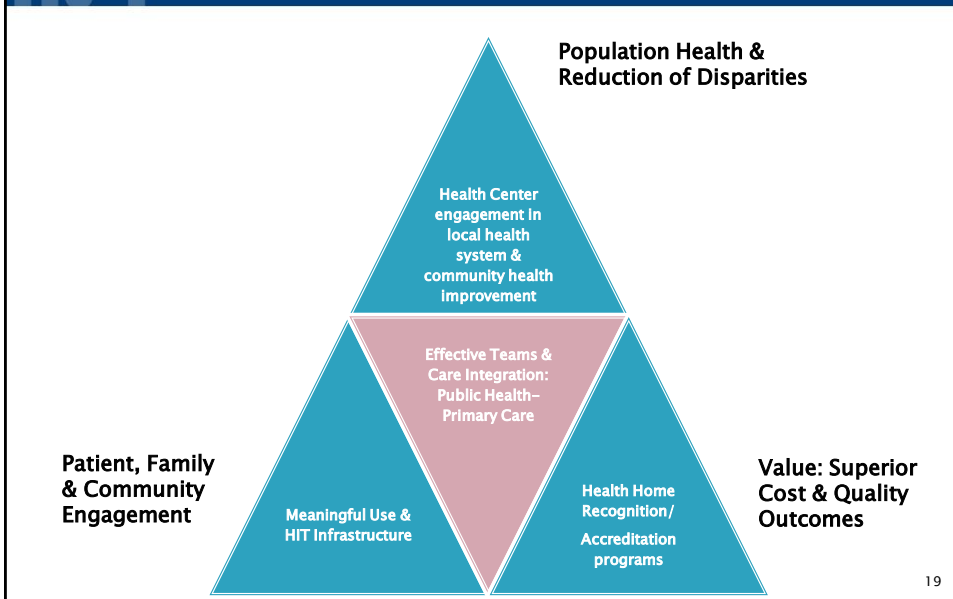 Population Health &
Reduction of Disparities
Health Center
engagement in
local health
system &
community health
improvement
Effective Teams &
Care Integration:
Public Health-
Primary Care
Patient, Family
& Community
Engagement
Meaningful Use &
HIT Infrastructure
Health Home
Recognition/
Accreditation
programs
Value: Superior
Cost & Quality
Outcomes
19